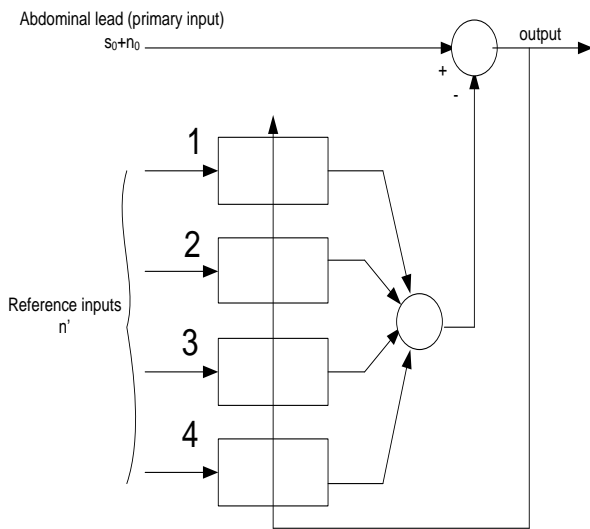 Abdominal lead (primary input)
s₀+n₀
output
+
-
1
2
3
4
Reference inputs
n'